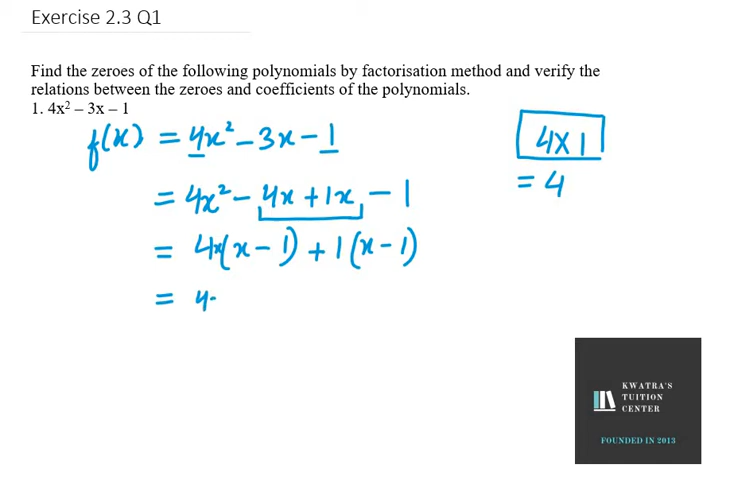 Exercise 2.3 Q1
Find the zeroes of the following polynomials by factorisation method and verify the
relations between the zeroes and coefficients of the polynomials.
1. 4x² – 3x – 1
f(x) = 4x² - 3x - 1
4 x 1
= 4x² - 4x + 1x - 1
= 4
= 4x(x - 1) + 1(x - 1)
= 4
KWATRA'S
TUITION
CENTER
FOUNDED IN 2013